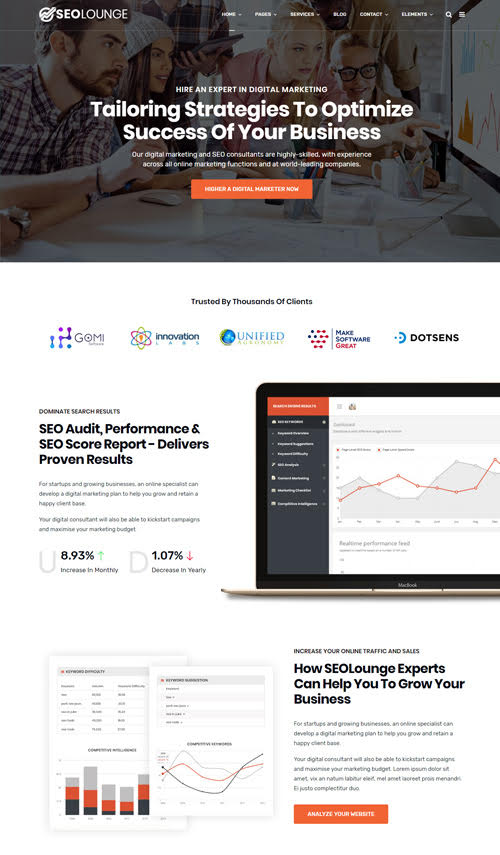 SEOLOUNGE
HOME PAGES SERVICES BLOG CONTACT ELEMENTS
HIRE AN EXPERT IN DIGITAL MARKETING
Tailoring Strategies To Optimize
Success Of Your Business
Our digital marketing and SEO consultants are highly-skilled, with experience
across all online marketing functions and at world-leading companies.
HIGHER A DIGITAL MARKETER NOW
Trusted By Thousands Of Clients
GOMI
Software
innovation
LABS
UNIFIED
AGRONOMY
MAKE
SOFTWARE
GREAT
DOTSENS
DOMINATE SEARCH RESULTS
SEO Audit, Performance &
SEO Score Report - Delivers
Proven Results
For startups and growing businesses, an online specialist can
develop a digital marketing plan to help you grow and retain a
happy client base.
Your digital consultant will also be able to kickstart campaigns
and maximise your marketing budget
U 8.93% ↑
Increase In Monthly
D 1.07% ↓
Decrease In Yearly
SEARCH ENGINE RESULTS
SEO KEYWORDS
Keyword Overview
Keyword Suggestions
Keyword Difficulty
SEO Analysis
Content Marketing
Marketing Checklist
Competitive Intelligence
Dashboard
Realtime performance feed
MacBook
KEYWORD DIFFICULTY
COMPETITIVE INTELLIGENCE
KEYWORD SUGGESTION
Keyword
COMPETITIVE KEYWORDS
INCREASE YOUR ONLINE TRAFFIC AND SALES
How SEOLounge Experts
Can Help You To Grow Your
Business
For startups and growing businesses, an online specialist can
develop a digital marketing plan to help you grow and retain a
happy client base.
Your digital consultant will also be able to kickstart campaigns
and maximise your marketing budget. Lorem ipsum dolor sit
amet, vix an natum labitur eleif, mel amet laoreet prois menandri.
Ei justo complectitur duo.
ANALYZE YOUR WEBSITE